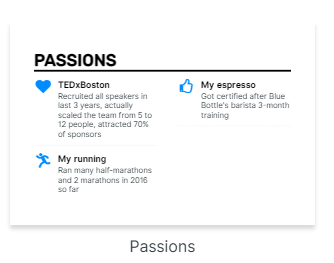 PASSIONS
TEDxBoston
Recruited all speakers in
last 3 years, actually
scaled the team from 5 to
12 people, attracted 70%
of sponsors
My running
Ran many half-marathons
and 2 marathons in 2016
so far
My espresso
Got certified after Blue
Bottle's barista 3-month
training
Passions